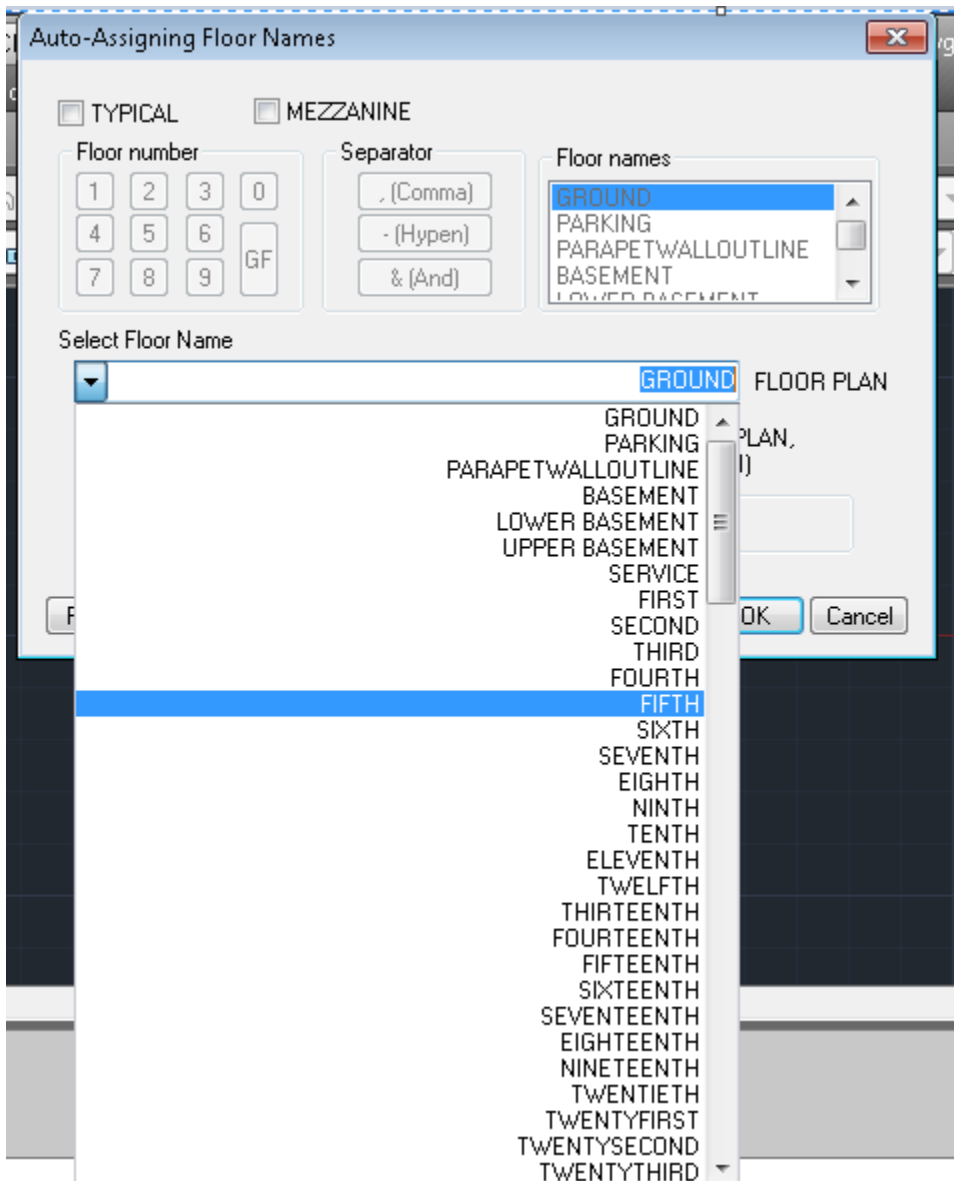 Auto-Assigning Floor Names
TYPICAL MEZZANINE
Floor number Separator Floor names
1 2 3 0 , (Comma) GROUND
4 5 6 GF - (Hypen) PARKING
7 8 9 & (And) PARAPETWALLOUTLINE
BASEMENT
LOWER BASEMENT
Select Floor Name
GROUND FLOOR PLAN
GROUND
PARKING PLAN,
PARAPETWALLOUTLINE
BASEMENT
LOWER BASEMENT
UPPER BASEMENT
SERVICE
FIRST
SECOND OK Cancel
THIRD
FOURTH
FIFTH
SIXTH
SEVENTH
EIGHTH
NINTH
TENTH
ELEVENTH
TWELFTH
THIRTEENTH
FOURTEENTH
FIFTEENTH
SIXTEENTH
SEVENTEENTH
EIGHTEENTH
NINETEENTH
TWENTIETH
TWENTYFIRST
TWENTYSECOND
TWENTYTHIRD